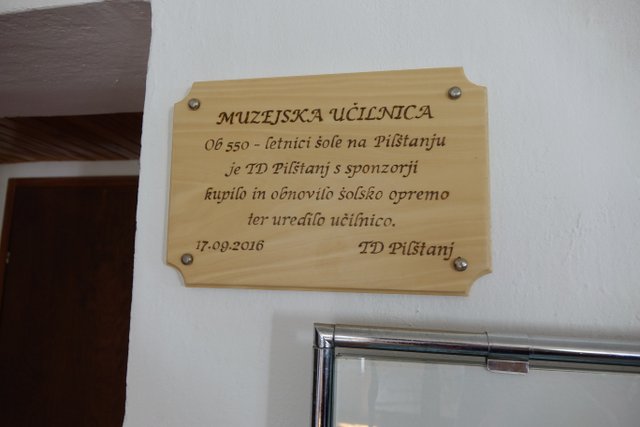 MUZEJSKA UČILNICA
Ob 550 - letnici šole na Pilštanju
je TD Pilštanj s sponzorji
kupilo in obnovilo šolsko opremo
ter uredilo učilnico.
17.09.2016 TD Pilštanj